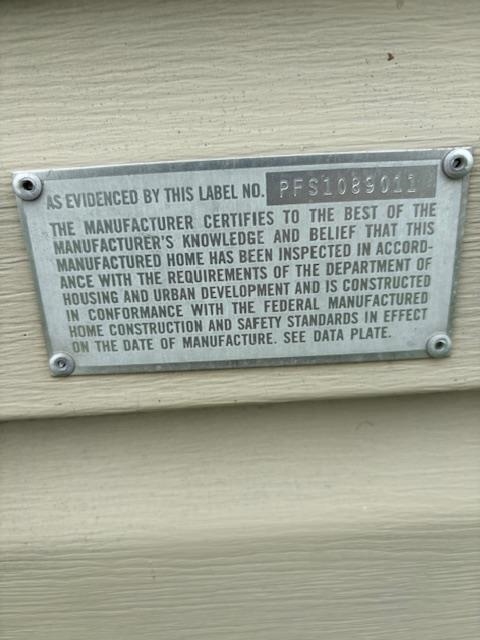 AS EVIDENCED BY THIS LABEL NO. PFS1089011
THE MANUFACTURER CERTIFIES TO THE BEST OF THE
MANUFACTURER'S KNOWLEDGE AND BELIEF THAT THIS
MANUFACTURED HOME HAS BEEN INSPECTED IN ACCORD-
ANCE WITH THE REQUIREMENTS OF THE DEPARTMENT OF
HOUSING AND URBAN DEVELOPMENT AND IS CONSTRUCTED
IN CONFORMANCE WITH THE FEDERAL MANUFACTURED
HOME CONSTRUCTION AND SAFETY STANDARDS IN EFFECT
ON THE DATE OF MANUFACTURE. SEE DATA PLATE.